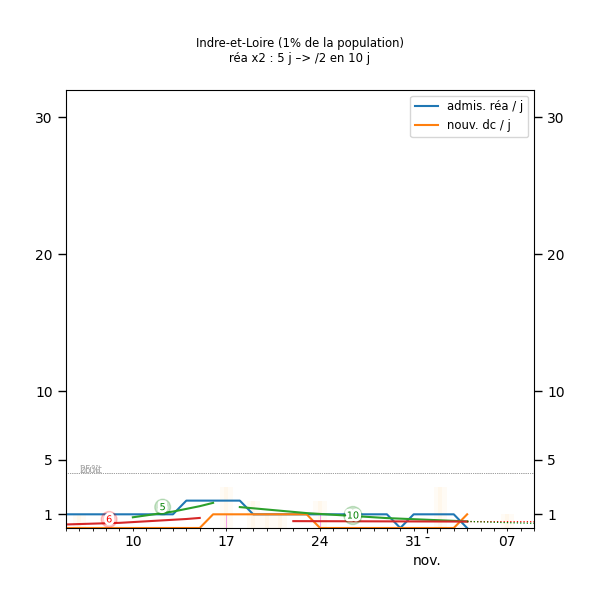 Indre-et-Loire (1% de la population)
réa x2 : 5 j –> /2 en 10 j
admis. réa / j
nouv. dc / j
30 30
20 20
10 10
5 5
1 1
5
6
-10
10 17 24 31 07
nov.